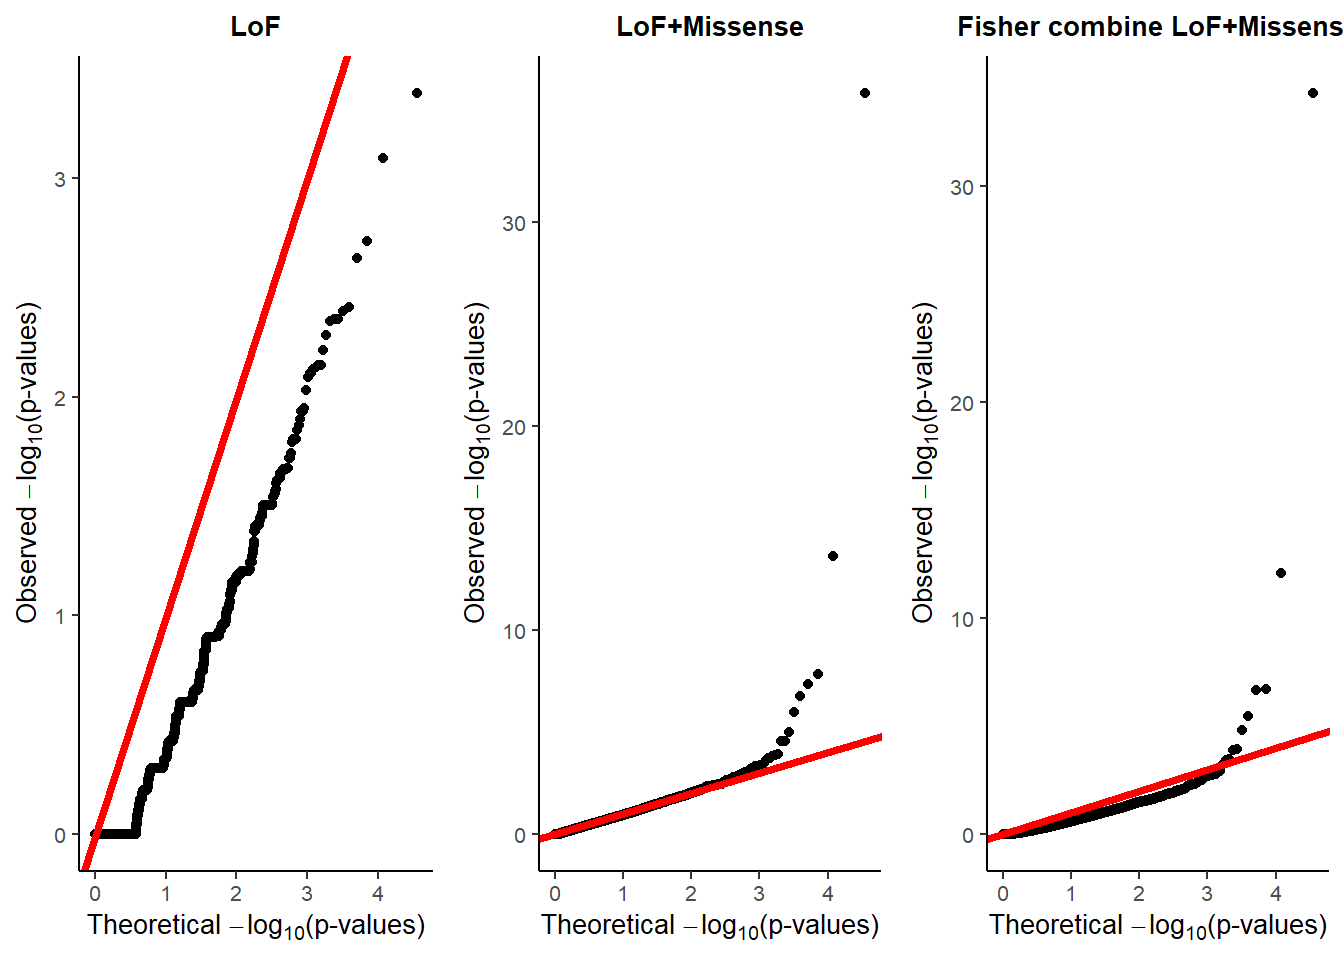 LoF
Observed −log10(p-values)
3
2
1
0
0 1 2 3 4
Theoretical −log10(p-values)
LoF+Missense
Observed −log10(p-values)
30
20
10
0
0 1 2 3 4
Theoretical −log10(p-values)
Fisher combine LoF+Missens
Observed −log10(p-values)
30
20
10
0
0 1 2 3 4
Theoretical −log10(p-values)